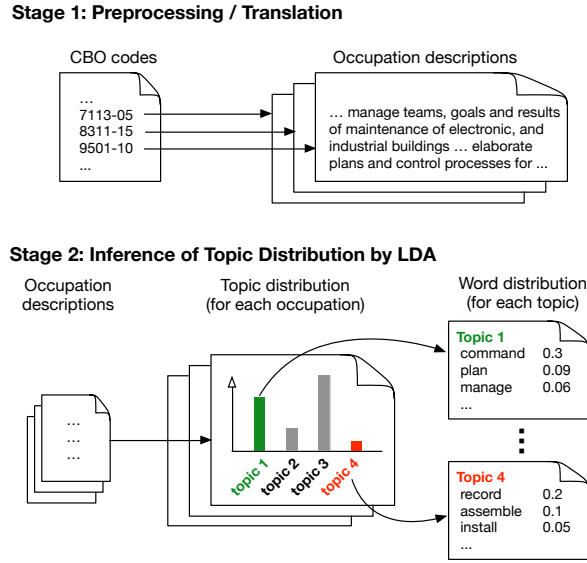 Stage 1: Preprocessing / Translation
CBO codes
Occupation descriptions
...
7113-05
8311-15
9501-10
...
... manage teams, goals and results
of maintenance of electronic, and
industrial buildings ... elaborate
plans and control processes for ...
Stage 2: Inference of Topic Distribution by LDA
Occupation
descriptions
Topic distribution
(for each occupation)
Word distribution
(for each topic)
...
...
...
topic 1
topic 2
topic 3
topic 4
Topic 1
command 0.3
plan 0.09
manage 0.06
...
Topic 4
record 0.2
assemble 0.1
install 0.05
...